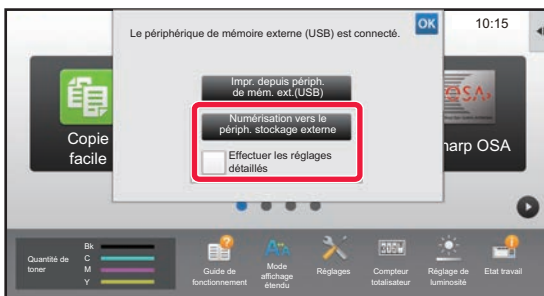 Le périphérique de mémoire externe (USB) est connecté.
OK
10:15
Impr. depuis périph.
de mém. ext.(USB)
Numérisation vers le
périph. stockage externe
Effectuer les réglages
détaillés
Copie
facile
OSA
harp OSA
Quantité de
toner
Bk
C
M
Y
Guide de
fonctionnement
Mode
affichage
étendu
Réglages
Compteur
totalisateur
Réglage de
luminosité
Etat travail